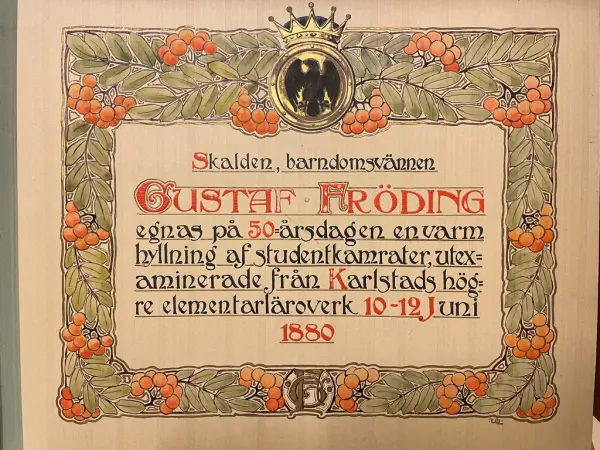 Skalden, barndomsvännen
GUSTAF FRÖDING
egnas på 50=årsdagen en varm
hyllning af studentkamrater, utex=
aminerade från Karlstads hög=
re elementarläroverk 10-12 Juni
1880